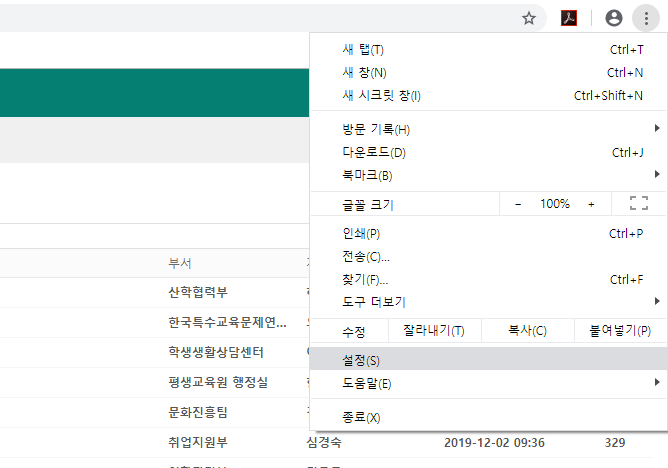 새 탭(T) Ctrl+T
새 창(N) Ctrl+N
새 시크릿 창(I) Ctrl+Shift+N
방문 기록(H)
다운로드(D) Ctrl+J
북마크(B)
글꼴 크기 - 100% +
인쇄(P) Ctrl+P
전송(C)...
찾기(F)... Ctrl+F
도구 더보기
수정 잘라내기(T) 복사(C) 붙여넣기(P)
설정(S)
도움말(E)
종료(X)
부서
산학협력부
한국특수교육문제연...
학생생활상담센터
평생교육원 행정실
문화진흥팀
취업지원부 심경숙 2019-12-02 09:36 329